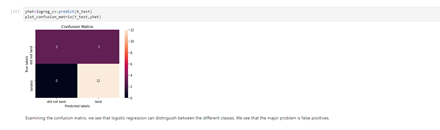 yhat=logreg_cv.predict(X_test)
plot_confusion_matrix(Y_test,yhat)
Confusion Matrix
3 3
0 12
did not land
landed
True labels
did not land land
Predicted labels
12
10
8
6
4
2
0
Examining the confusion matrix, we see that logistic regression can distinguish between the different classes. We see that the major problem is false positives.